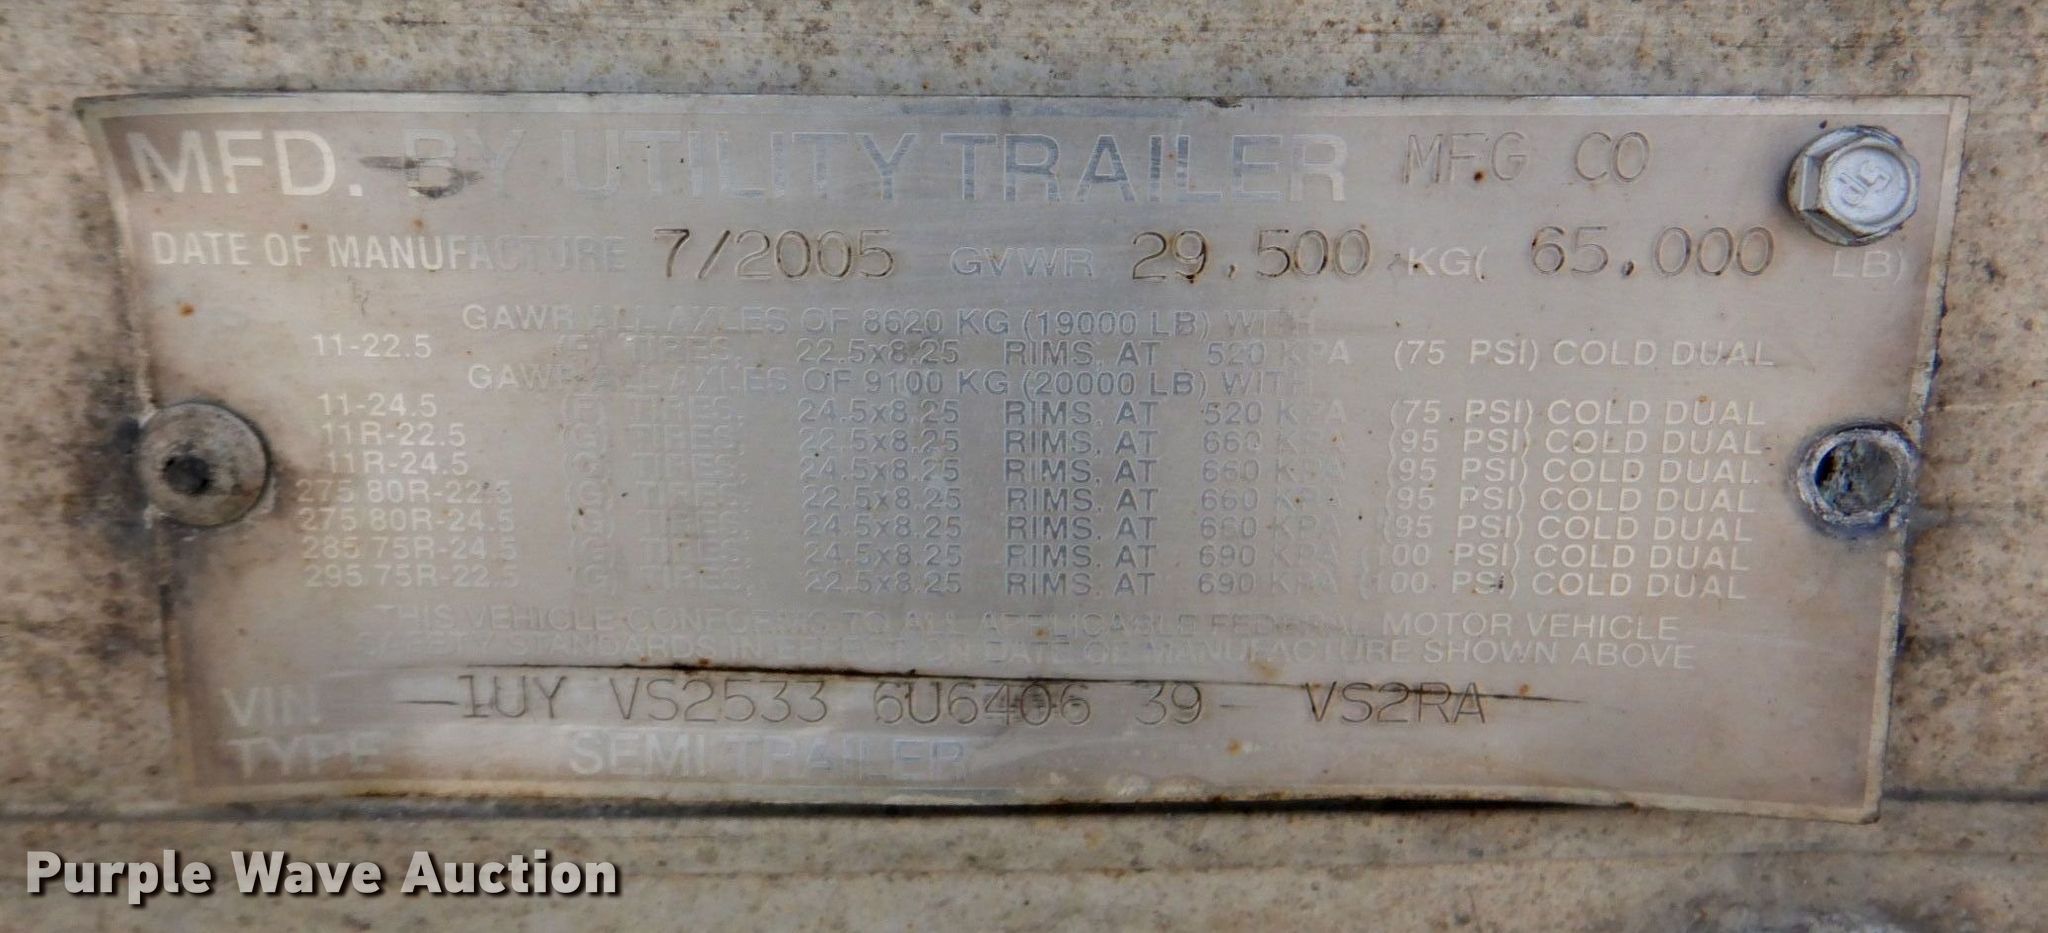 MFD. BY UTILITY TRAILER MFG CO
DATE OF MANUFACTURE 7/2005 GVWR 29,500 KG( 65,000 LB)
GAWR ALL AXLES OF 8620 KG (19000 LB) WITH
11-22.5 (F) TIRES, 22.5x8.25 RIMS, AT 520 KPA (75 PSI) COLD DUAL
GAWR ALL AXLES OF 9100 KG (20000 LB) WITH
11-24.5 (F) TIRES, 24.5x8.25 RIMS, AT 520 KPA (75 PSI) COLD DUAL
11R-22.5 (G) TIRES, 22.5x8.25 RIMS, AT 660 KPA (95 PSI) COLD DUAL
11R-24.5 (G) TIRES, 24.5x8.25 RIMS, AT 660 KPA (95 PSI) COLD DUAL
275 80R-22.5 (G) TIRES, 22.5x8.25 RIMS, AT 660 KPA (95 PSI) COLD DUAL
275 80R-24.5 (G) TIRES, 24.5x8.25 RIMS, AT 660 KPA (95 PSI) COLD DUAL
285 75R-24.5 (G) TIRES, 24.5x8.25 RIMS, AT 690 KPA (100 PSI) COLD DUAL
295 75R-22.5 (G) TIRES, 22.5x8.25 RIMS, AT 690 KPA (100 PSI) COLD DUAL
THIS VEHICLE CONFORMS TO ALL APPLICABLE FEDERAL MOTOR VEHICLE
SAFETY STANDARDS IN EFFECT ON DATE OF MANUFACTURE SHOWN ABOVE
VIN 1UY VS2533 6U6406 39 VS2RA
TYPE SEMI TRAILER
Purple Wave Auction